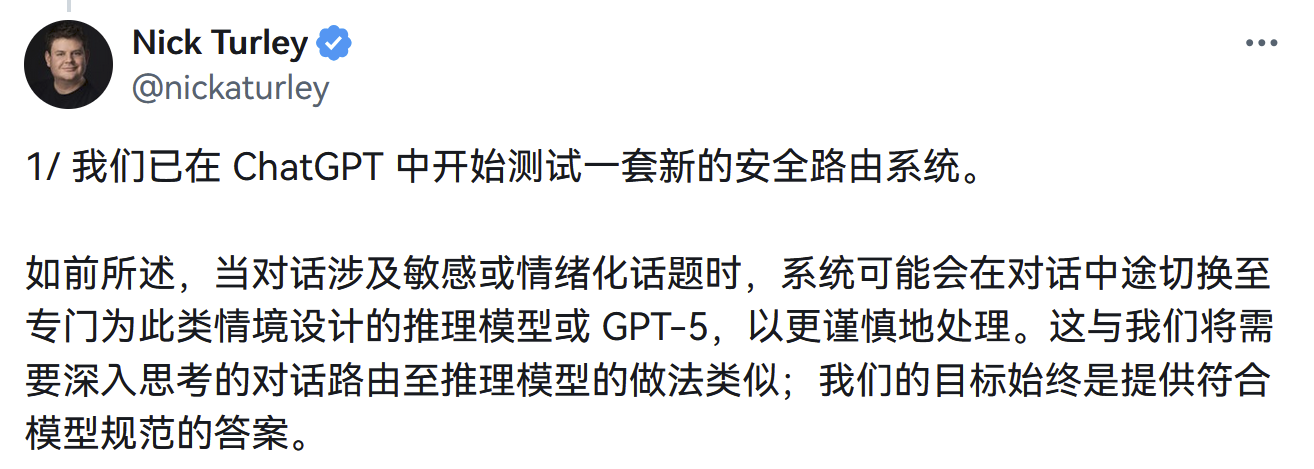 Nick Turley
@nickaturley
1/ 我们已在 ChatGPT 中开始测试一套新的安全路由系统。
如前所述，当对话涉及敏感或情绪化话题时，系统可能会在对话中途切换至
专门为此类情境设计的推理模型或 GPT-5，以更谨慎地处理。这与我们将需
要深入思考的对话路由至推理模型的做法类似；我们的目标始终是提供符合
模型规范的答案。